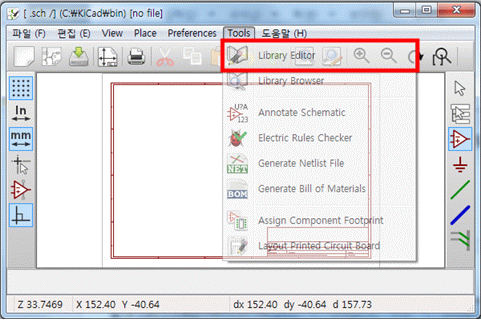 [ .sch /] (C:₩KiCad₩bin) [no file]
파일 (F) 편집 (E) View Place Preferences Tools 도움말 (H)
Library Editor
Library Browser
U?A
123
Annotate Schematic
Electric Rules Checker
NET
Generate Netlist File
BOM
Generate Bill of Materials
Assign Component Footprint
Layout Printed Circuit Board
In
mm
Z 33.7469 X 152.40 Y -40.64 dx 152.40 dy -40.64 d 157.73